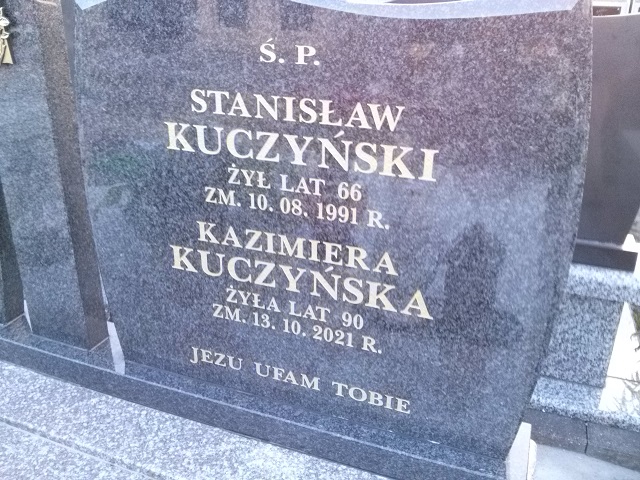 Ś. P.
STANISŁAW
KUCZYŃSKI
ŻYŁ LAT 66
ZM. 10. 08. 1991 R.
KAZIMIERA
KUCZYŃSKA
ŻYŁA LAT 90
ZM. 13. 10. 2021 R.
JEZU UFAM TOBIE